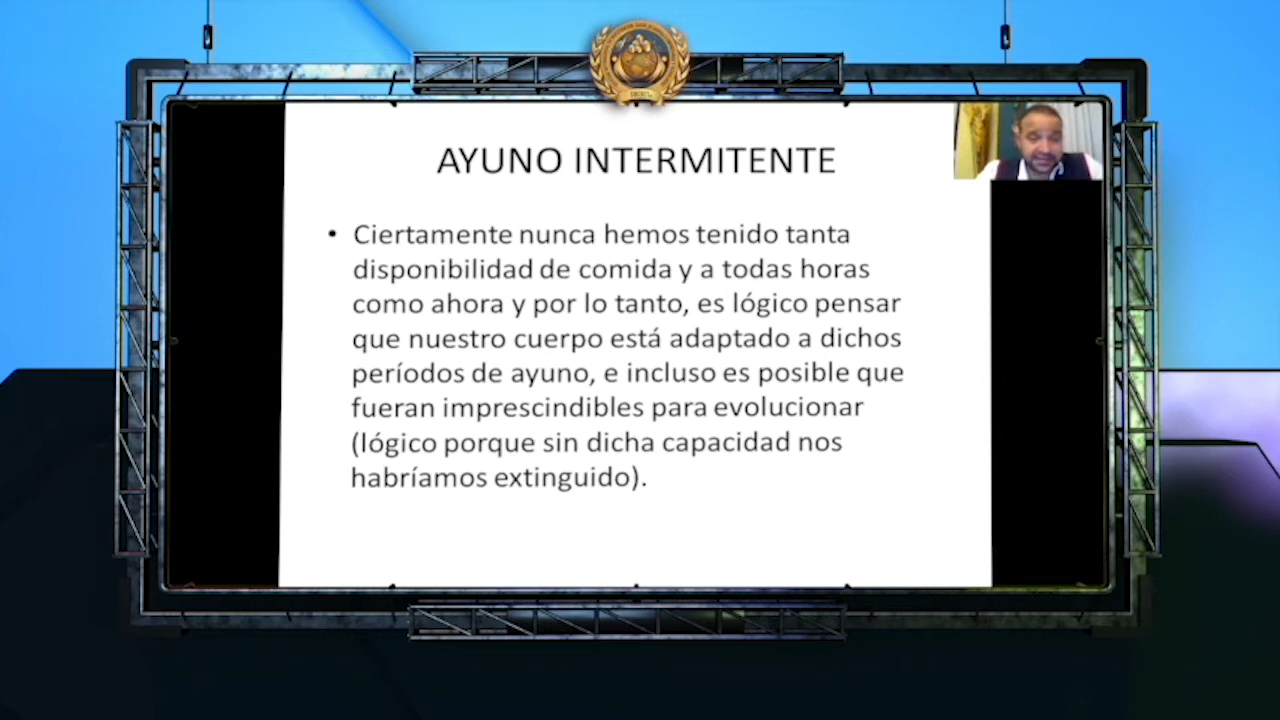 AYUNO INTERMITENTE
• Ciertamente nunca hemos tenido tanta
disponibilidad de comida y a todas horas
como ahora y por lo tanto, es lógico pensar
que nuestro cuerpo está adaptado a dichos
períodos de ayuno, e incluso es posible que
fueran imprescindibles para evolucionar
(lógico porque sin dicha capacidad nos
habríamos extinguido).